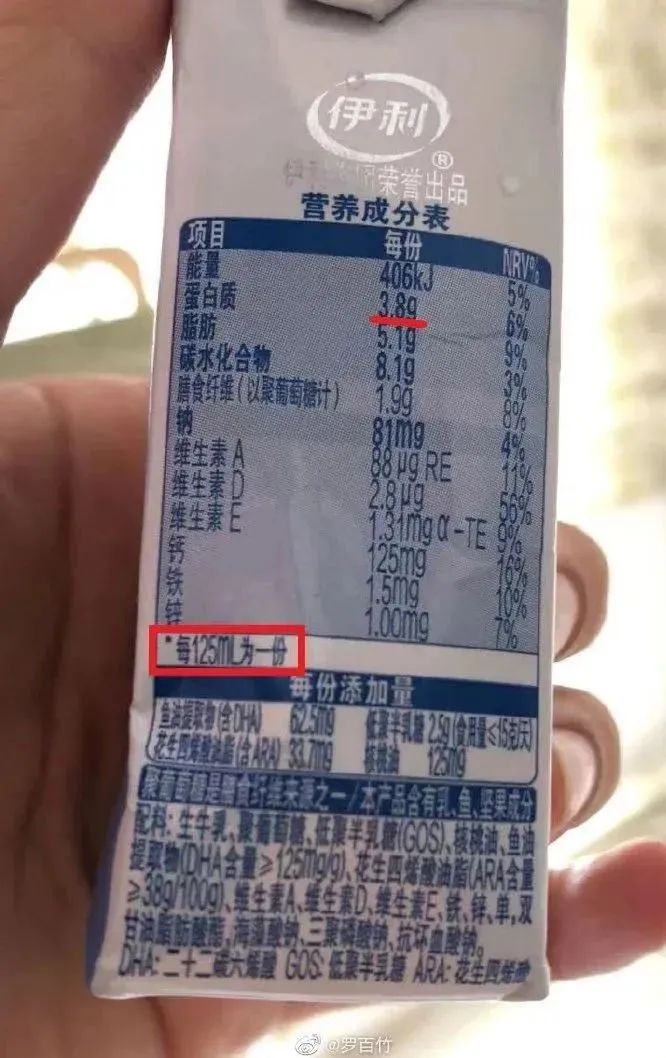 伊利
®
伊利 荣誉出品
营养成分表
项目 每份 NRV%
能量 406kJ 5%
蛋白质 3.8g 6%
脂肪 5.1g 9%
碳水化合物 8.1g 3%
膳食纤维(以聚葡萄糖计) 1.9g 8%
钠 81mg 4%
维生素A 88μg RE 11%
维生素D 2.8μg 56%
维生素E 1.31mg α-TE 9%
钙 125mg 16%
铁 1.5mg 10%
锌 1.00mg 7%
*每125mL为一份
每份添加量
鱼油提取物(含DHA) 62.5mg 低聚半乳糖 2.5g(食用量≤15克/天)
花生四烯酸油脂(含ARA) 33.7mg 核桃油 125mg
聚葡萄糖是膳食纤维来源之一/本产品含有乳、鱼、坚果成分
配料:生牛乳、聚葡萄糖、低聚半乳糖(GOS)、核桃油、鱼油
提取物(DHA含量≥125mg/g)、花生四烯酸油脂(ARA含量
≥38g/100g)、维生素A、维生素D、维生素E、铁、锌、单,双
甘油脂肪酸酯、海藻酸钠、三聚磷酸钠、抗坏血酸钠。
DHA: 二十二碳六烯酸 GOS: 低聚半乳糖 ARA: 花生四烯酸
@罗百竹